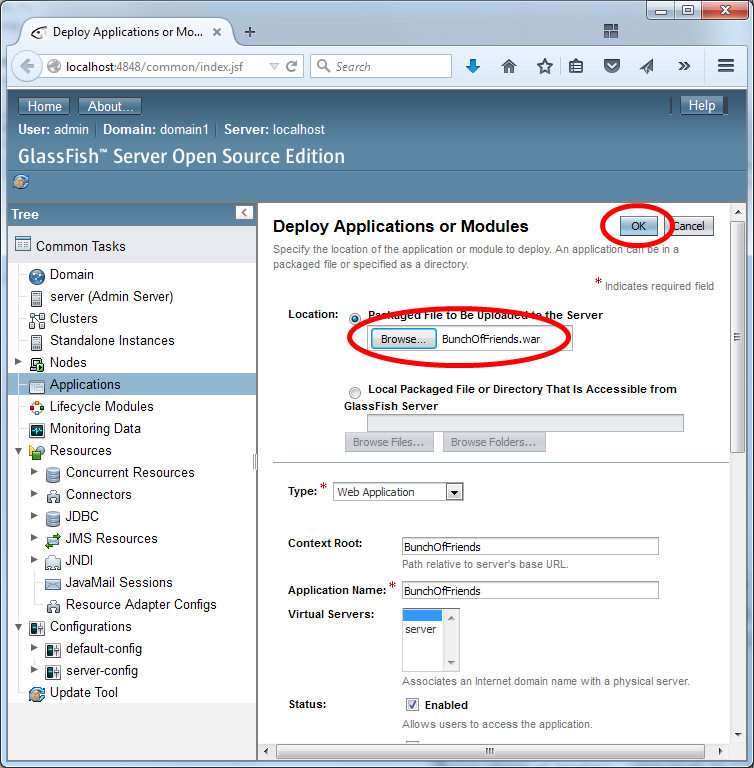 Deploy Applications or Mo...
localhost:4848/common/index.jsf
Search
Home
About...
Help
User: admin
Domain: domain1
Server: localhost
GlassFish™ Server Open Source Edition
Tree
Common Tasks
Domain
server (Admin Server)
Clusters
Standalone Instances
Nodes
Applications
Lifecycle Modules
Monitoring Data
Resources
Concurrent Resources
Connectors
JDBC
JMS Resources
JNDI
JavaMail Sessions
Resource Adapter Configs
Configurations
default-config
server-config
Update Tool
Deploy Applications or Modules
OK
Cancel
Specify the location of the application or module to deploy. An application can be in a
packaged file or specified as a directory.
* Indicates required field
Location:
Packaged File to Be Uploaded to the Server
Browse... BunchOfFriends.war
Local Packaged File or Directory That Is Accessible from
GlassFish Server
Browse Files...
Browse Folders...
Type: *
Web Application
Context Root:
BunchOfFriends
Path relative to server's base URL.
Application Name: *
BunchOfFriends
Virtual Servers:
server
Associates an Internet domain name with a physical server.
Status:
Enabled
Allows users to access the application.